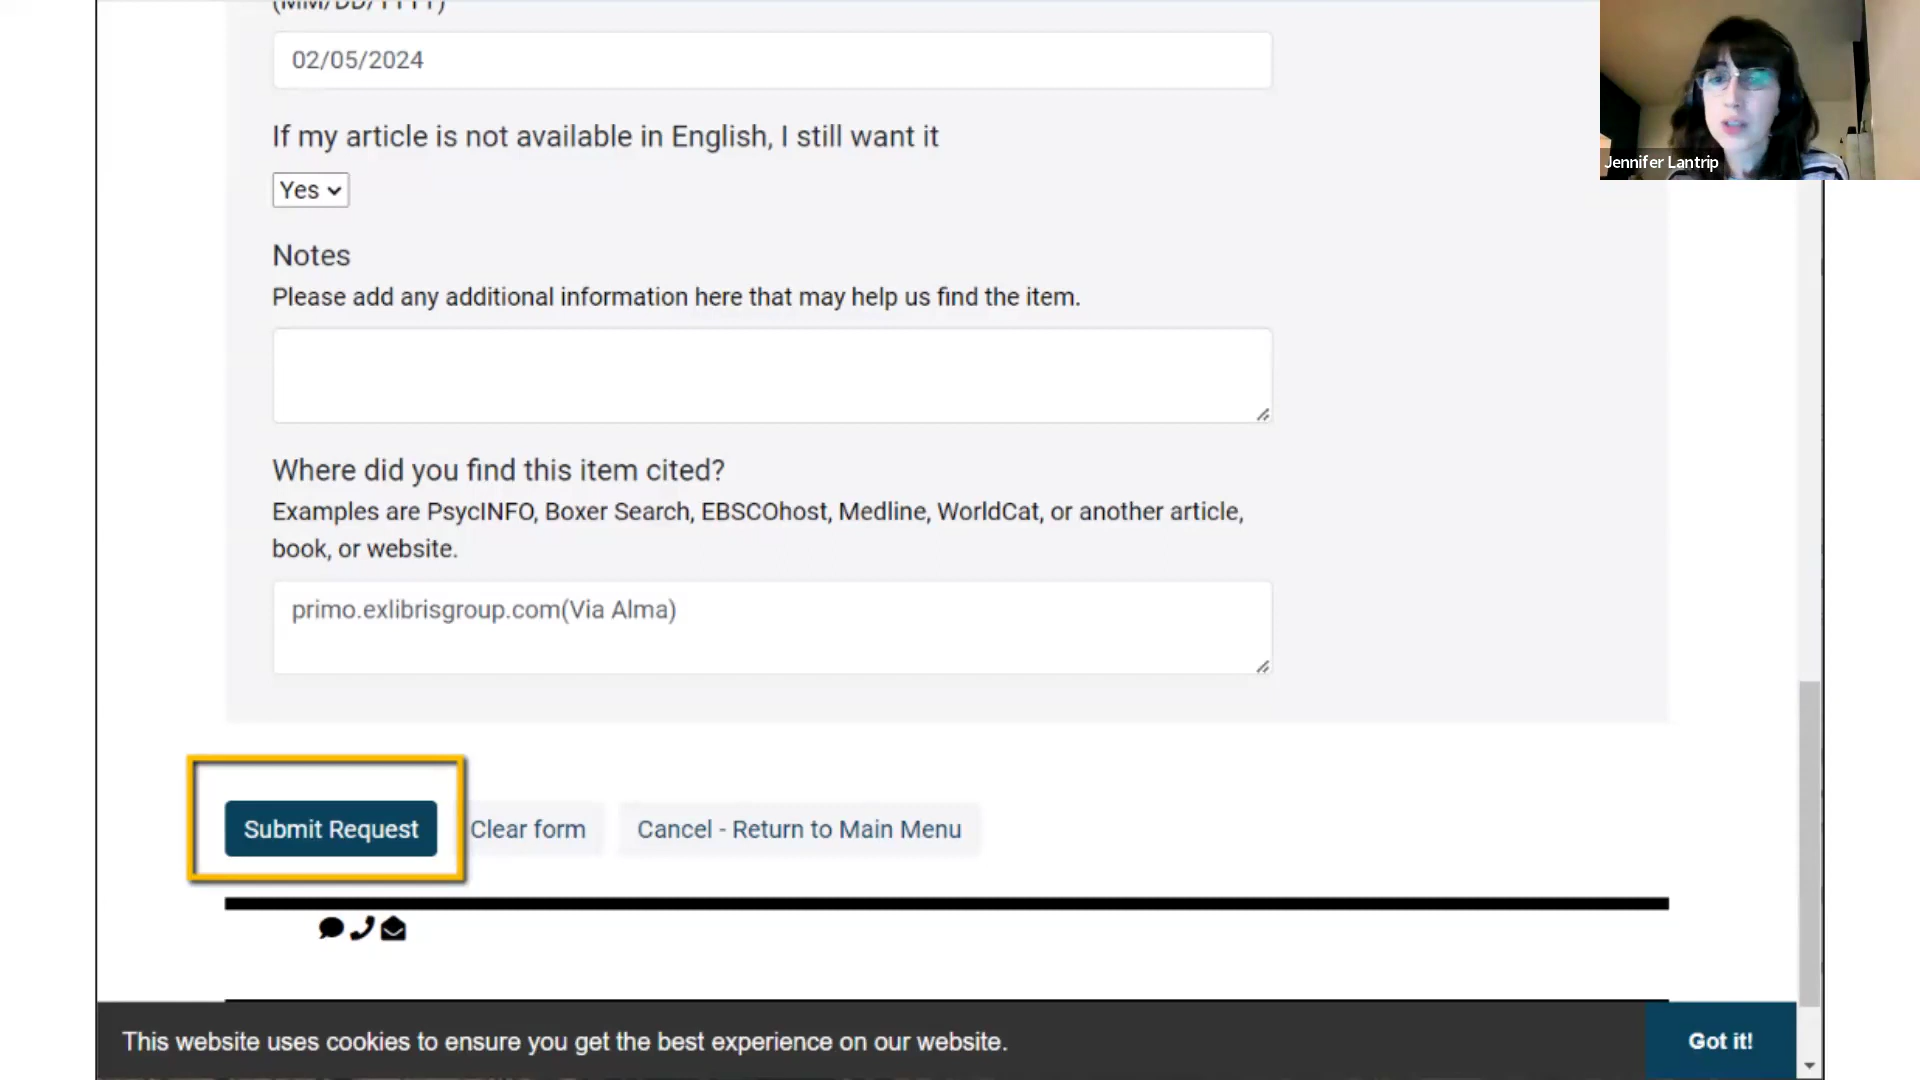 (MM/DD/YYYY)
02/05/2024
If my article is not available in English, I still want it
Yes
Notes
Please add any additional information here that may help us find the item.
Where did you find this item cited?
Examples are PsycINFO, Boxer Search, EBSCOhost, Medline, WorldCat, or another article,
book, or website.
primo.exlibrisgroup.com(Via Alma)
Submit Request
Clear form
Cancel - Return to Main Menu
This website uses cookies to ensure you get the best experience on our website.
Got it!
Jennifer Lantrip